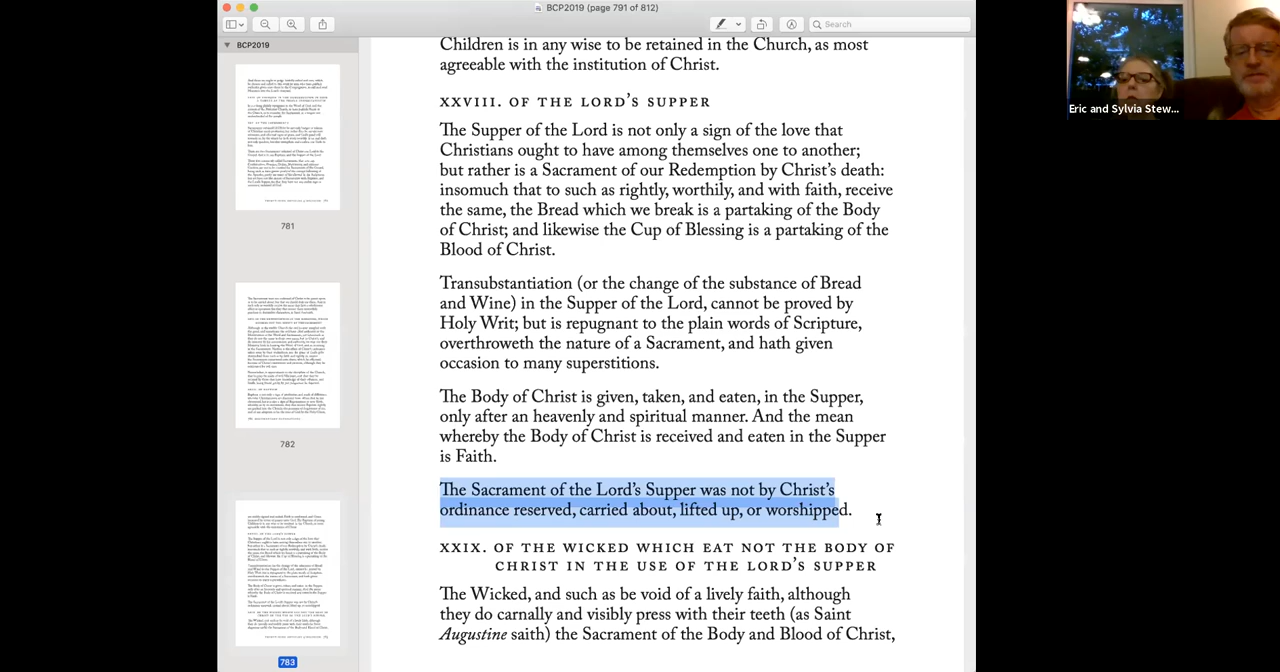 BCP2019 (page 791 of 812)
Search
BCP2019
781
782
783
Children is in any wise to be retained in the Church, as most
agreeable with the institution of Christ.
XXVIII. OF THE LORD'S SUPPER
The Supper of the Lord is not only a sign of the love that
Christians ought to have among themselves one to another;
but rather is a Sacrament of our Redemption by Christ's death:
insomuch that to such as rightly, worthily, and with faith, receive
the same, the Bread which we break is a partaking of the Body
of Christ; and likewise the Cup of Blessing is a partaking of the
Blood of Christ.
Transubstantiation (or the change of the substance of Bread
and Wine) in the Supper of the Lord, cannot be proved by
Holy Writ; but is repugnant to the plain words of Scripture,
overthroweth the nature of a Sacrament, and hath given
occasion to many superstitions.
The Body of Christ is given, taken, and eaten, in the Supper,
only after an heavenly and spiritual manner. And the mean
whereby the Body of Christ is received and eaten in the Supper
is Faith.
The Sacrament of the Lord's Supper was not by Christ's
ordinance reserved, carried about, lifted up, or worshipped.
XXIX. OF THE WICKED WHICH EAT NOT THE BODY OF
CHRIST IN THE USE OF THE LORD'S SUPPER
The Wicked, and such as be void of a lively faith, although
they do carnally and visibly press with their teeth (as Saint
Augustine saith) the Sacrament of the Body and Blood of Christ,
Eric and Sylvia Stew...